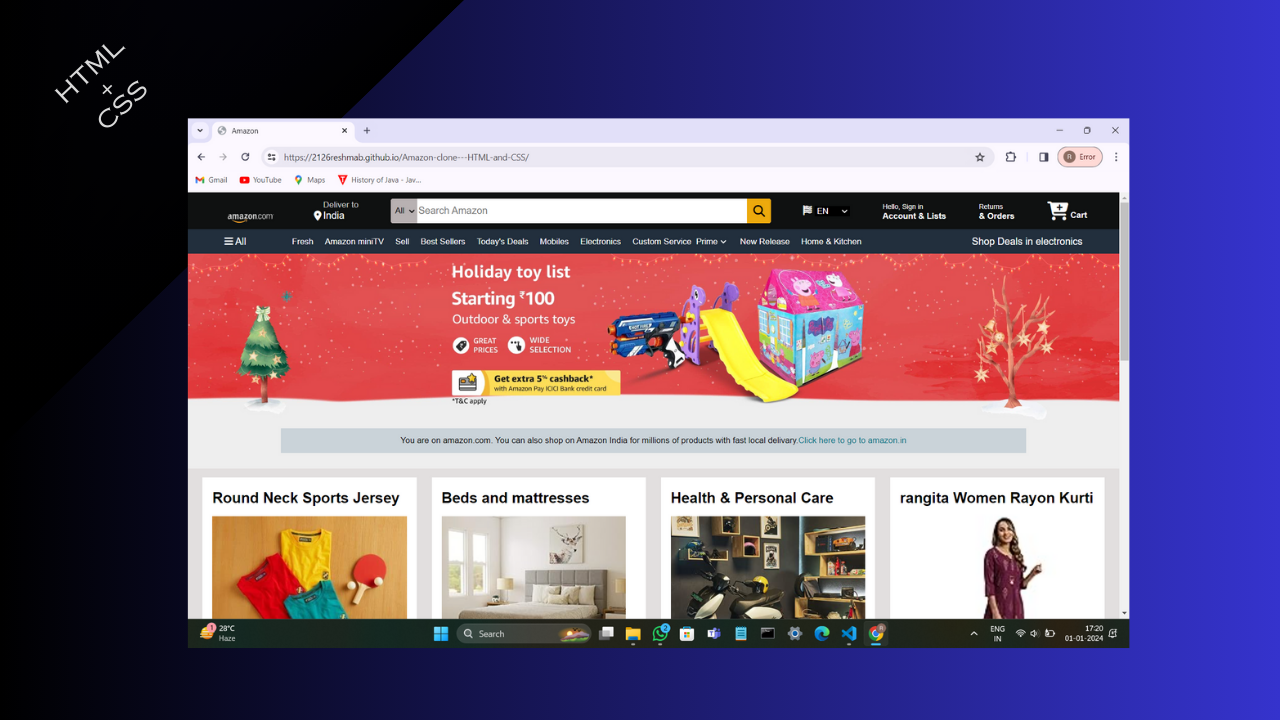 HTML
+
CSS
Amazon
https://2126reshmab.github.io/Amazon-clone---HTML-and-CSS/
Error
R
Gmail
YouTube
Maps
History of Java - Jav...
amazon.com
Deliver to
India
All
Search Amazon
EN
Hello, Sign in
Account & Lists
Returns
& Orders
Cart
All
Fresh
Amazon miniTV
Sell
Best Sellers
Today's Deals
Mobiles
Electronics
Custom Service
Prime
New Release
Home & Kitchen
Shop Deals in electronics
Holiday toy list
Starting ₹100
Outdoor & sports toys
GREAT
PRICES
WIDE
SELECTION
Get extra 5% cashback*
with Amazon Pay ICICI Bank credit card
*T&C apply
You are on amazon.com. You can also shop on Amazon India for millions of products with fast local delivary.Click here to go to amazon.in
Round Neck Sports Jersey
Beds and mattresses
Health & Personal Care
rangita Women Rayon Kurti
1
28°C
Haze
Search
2
ENG
IN
17:20
01-01-2024